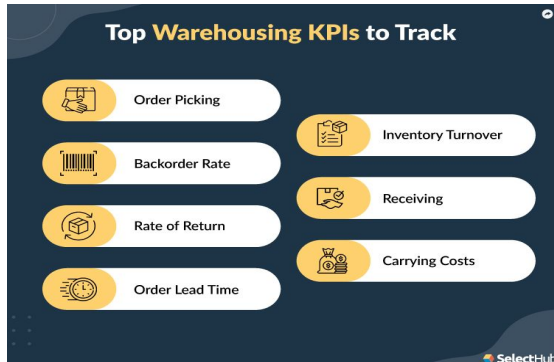 Top Warehousing KPIs to Track
Order Picking
Backorder Rate
Rate of Return
Order Lead Time
Inventory Turnover
Receiving
Carrying Costs
SelectHub